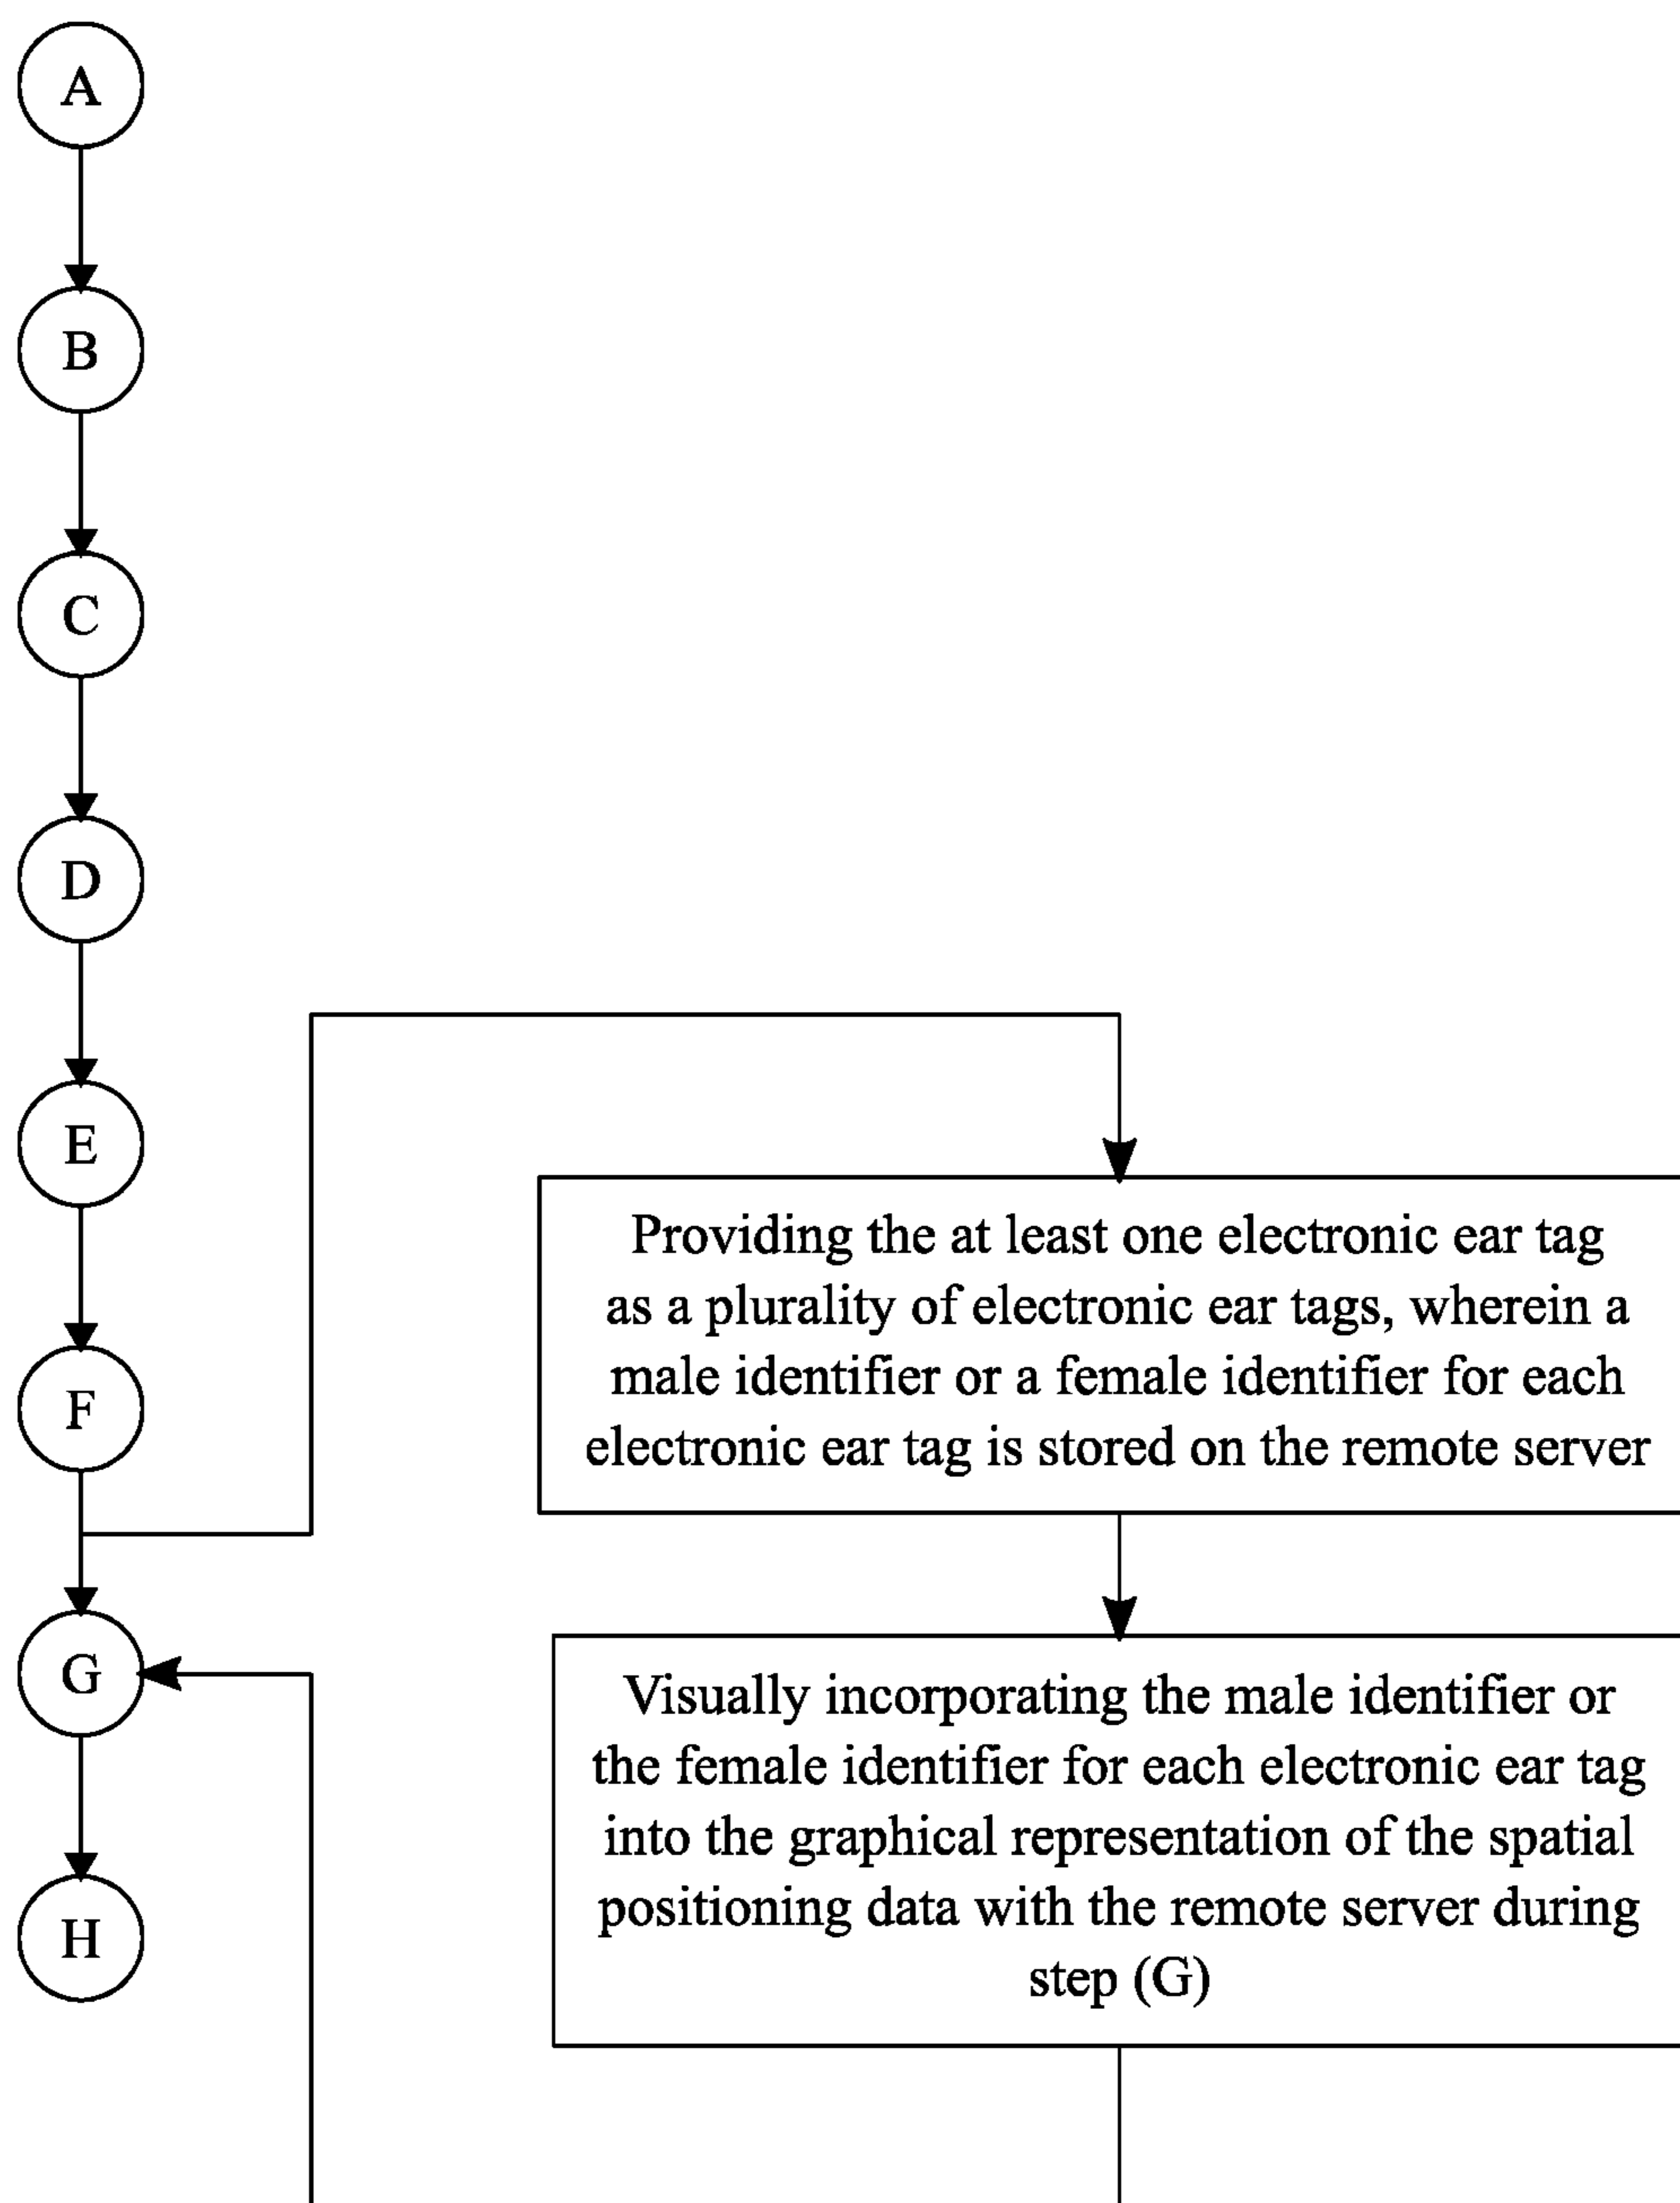 A
B
C
D
E
F
G
H
Providing the at least one electronic ear tag
as a plurality of electronic ear tags, wherein a
male identifier or a female identifier for each
electronic ear tag is stored on the remote server
Visually incorporating the male identifier or
the female identifier for each electronic ear tag
into the graphical representation of the spatial
positioning data with the remote server during
step (G)